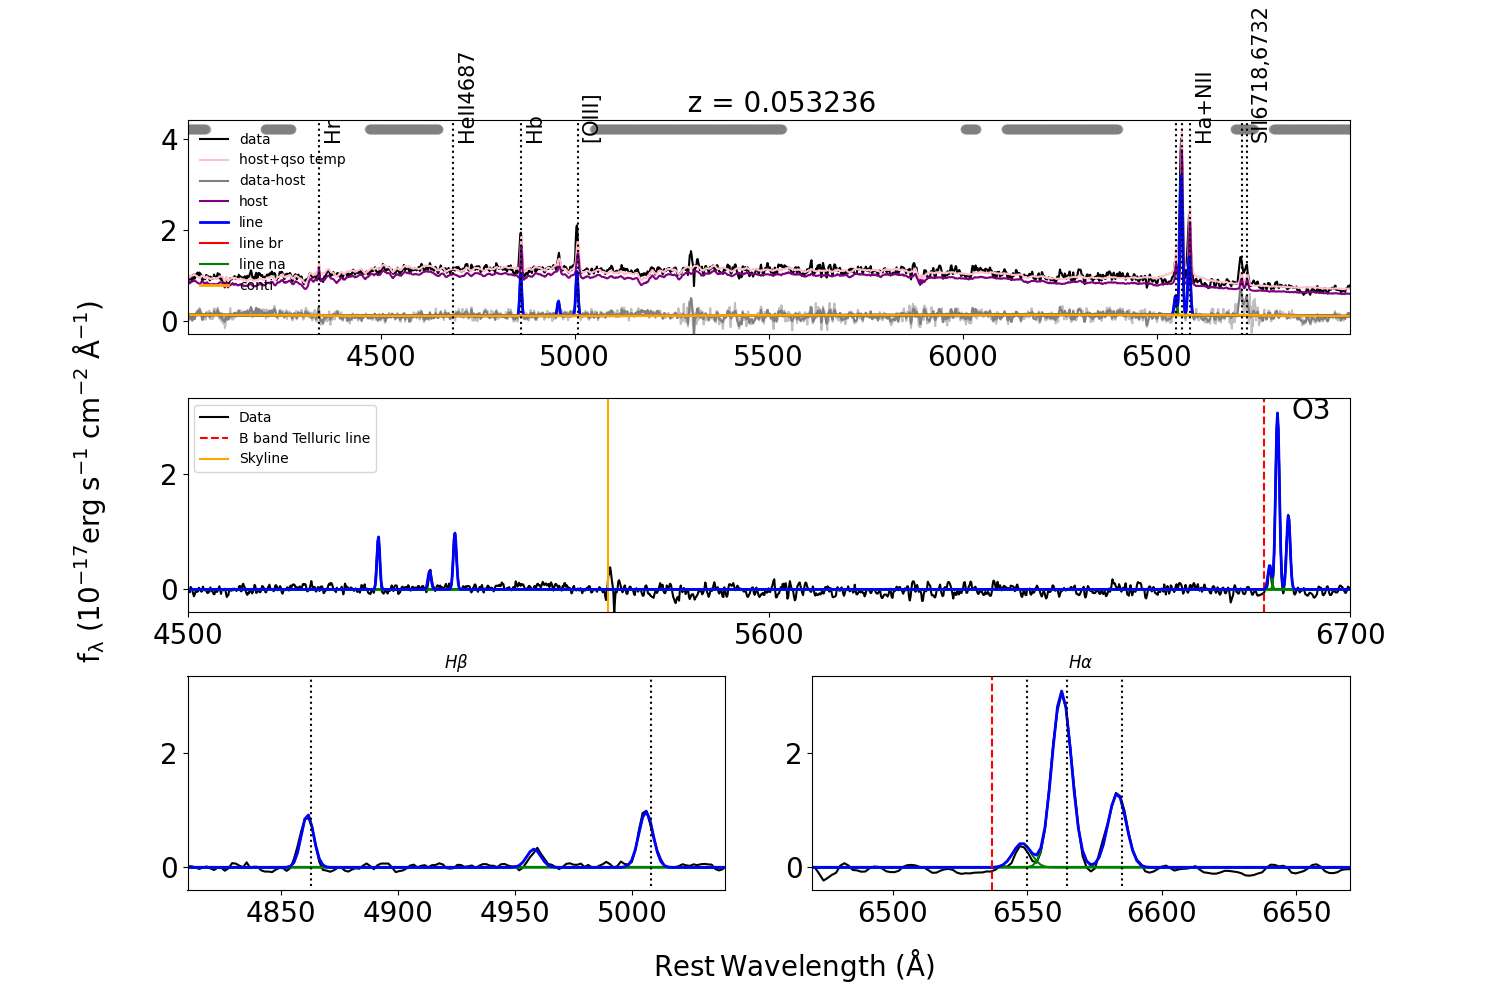 z = 0.053236
Hr
HeII4687
Hb
[OIII]
Ha+NII
SII6718,6732
data
host+qso temp
data-host
host
line
line br
line na
conti
4
2
0
4500 5000 5500 6000 6500
Data
B band Telluric line
Skyline
O3
2
0
4500 5600 6700
fλ (10⁻¹⁷erg s⁻¹ cm⁻² Å⁻¹)
Hβ
2
0
4850 4900 4950 5000
Hα
2
0
6500 6550 6600 6650
Rest Wavelength (Å)